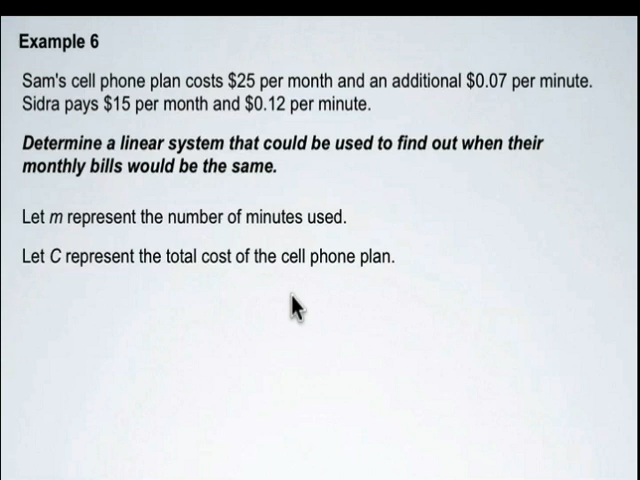 Example 6
Sam's cell phone plan costs $25 per month and an additional $0.07 per minute.
Sidra pays $15 per month and $0.12 per minute.
Determine a linear system that could be used to find out when their
monthly bills would be the same.
Let m represent the number of minutes used.
Let C represent the total cost of the cell phone plan.